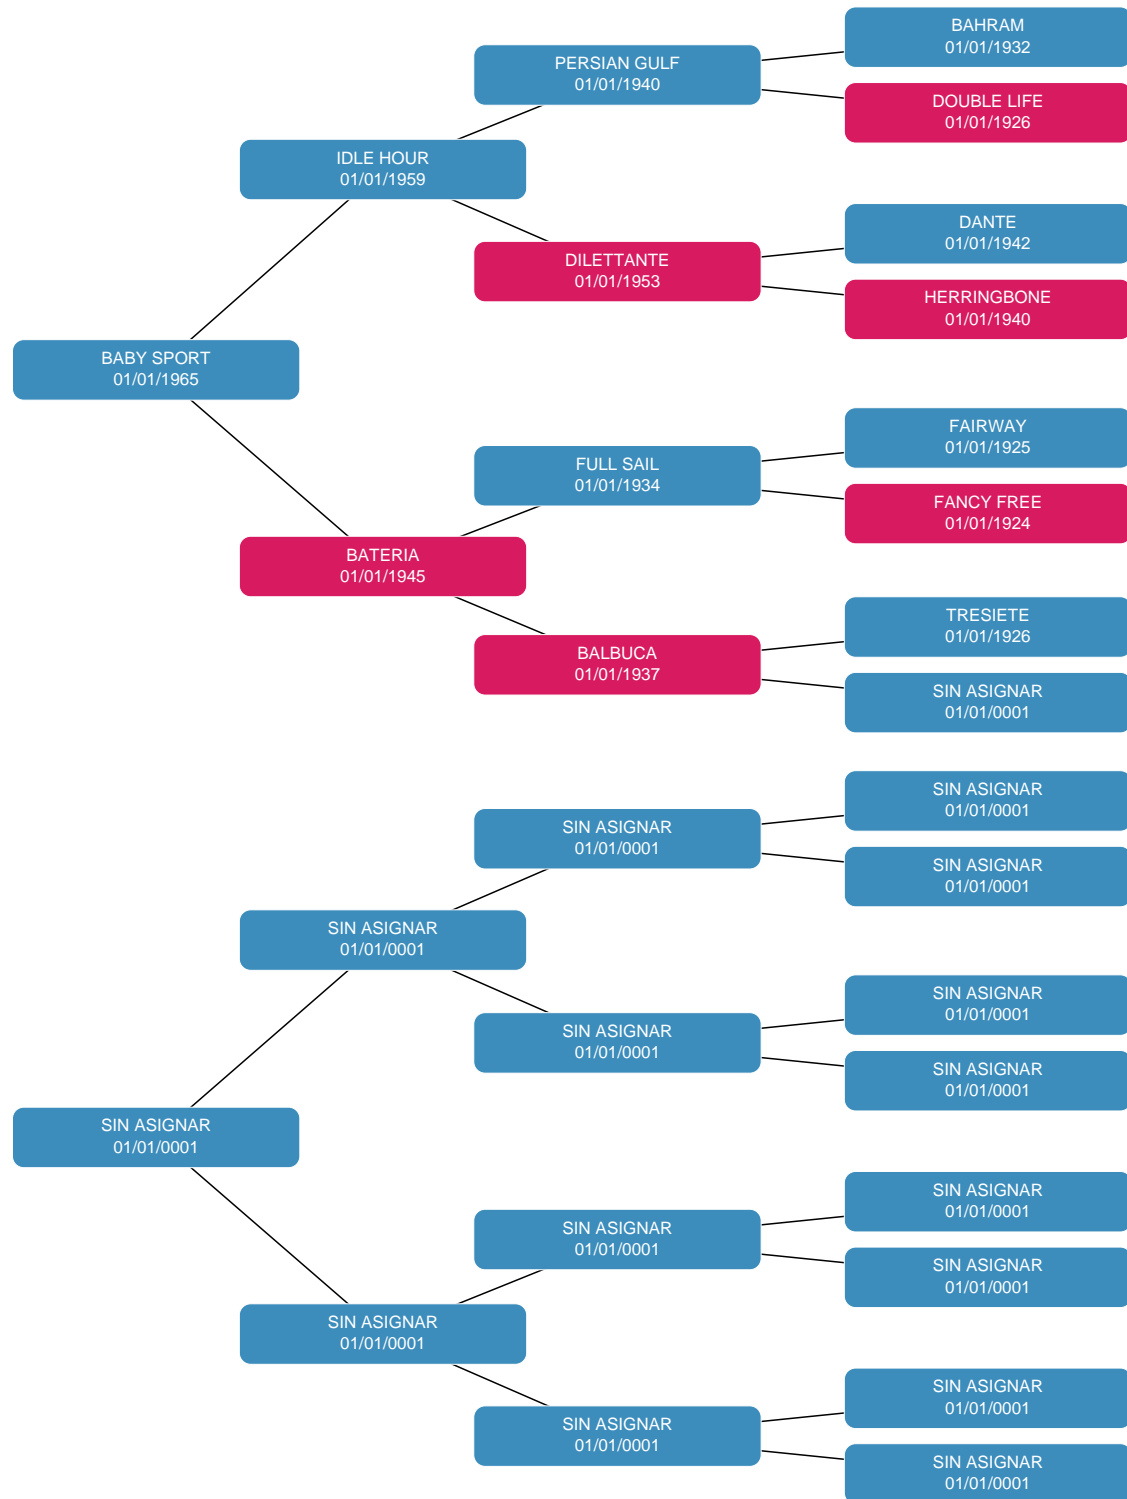 BAHRAM
01/01/1932
PERSIAN GULF
01/01/1940
DOUBLE LIFE
01/01/1926
IDLE HOUR
01/01/1959
DANTE
01/01/1942
DILETTANTE
01/01/1953
HERRINGBONE
01/01/1940
BABY SPORT
01/01/1965
FAIRWAY
01/01/1925
FULL SAIL
01/01/1934
FANCY FREE
01/01/1924
BATERIA
01/01/1945
TRESIETE
01/01/1926
BALBUCA
01/01/1937
SIN ASIGNAR
01/01/0001
SIN ASIGNAR
01/01/0001
SIN ASIGNAR
01/01/0001
SIN ASIGNAR
01/01/0001
SIN ASIGNAR
01/01/0001
SIN ASIGNAR
01/01/0001
SIN ASIGNAR
01/01/0001
SIN ASIGNAR
01/01/0001
SIN ASIGNAR
01/01/0001
SIN ASIGNAR
01/01/0001
SIN ASIGNAR
01/01/0001
SIN ASIGNAR
01/01/0001
SIN ASIGNAR
01/01/0001
SIN ASIGNAR
01/01/0001
SIN ASIGNAR
01/01/0001
SIN ASIGNAR
01/01/0001